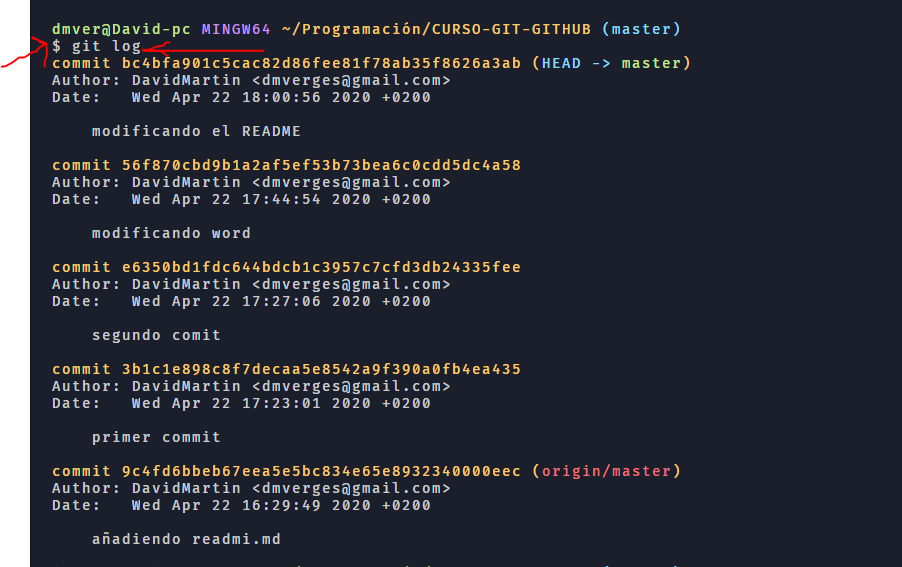 dmver@David-pc MINGW64 ~/Programación/CURSO-GIT-GITHUB (master)
$ git log
commit bc4bfa901c5cac82d86fee81f78ab35f8626a3ab (HEAD -> master)
Author: DavidMartin <dmverges@gmail.com>
Date:   Wed Apr 22 18:00:56 2020 +0200
modificando el README
commit 56f870cbd9b1a2af5ef53b73bea6c0cdd5dc4a58
Author: DavidMartin <dmverges@gmail.com>
Date:   Wed Apr 22 17:44:54 2020 +0200
modificando word
commit e6350bd1fdc644bdcb1c3957c7cfd3db24335fee
Author: DavidMartin <dmverges@gmail.com>
Date:   Wed Apr 22 17:27:06 2020 +0200
segundo comit
commit 3b1c1e898c8f7decaa5e8542a9f390a0fb4ea435
Author: DavidMartin <dmverges@gmail.com>
Date:   Wed Apr 22 17:23:01 2020 +0200
primer commit
commit 9c4fd6bbeb67eea5e5bc834e65e8932340000eec (origin/master)
Author: DavidMartin <dmverges@gmail.com>
Date:   Wed Apr 22 16:29:49 2020 +0200
añadiendo readmi.md